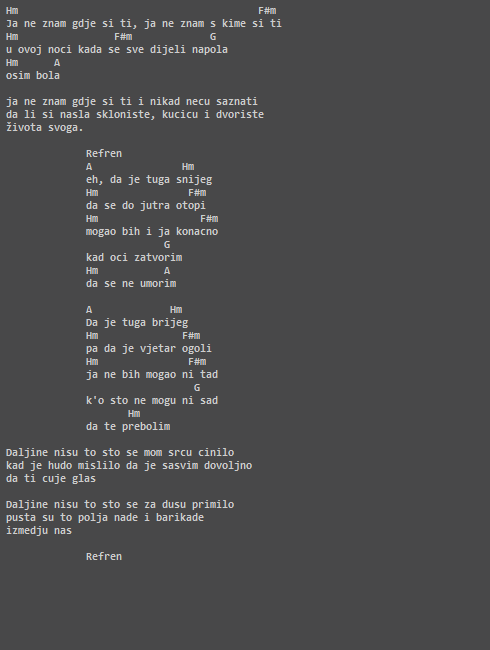 Hm                                        F#m
Ja ne znam gdje si ti, ja ne znam s kime si ti
Hm                F#m             G
u ovoj noci kada se sve dijeli napola
Hm      A
osim bola
ja ne znam gdje si ti i nikad necu saznati
da li si nasla skloniste, kucicu i dvoriste
života svoga.
Refren
A               Hm
eh, da je tuga snijeg
Hm               F#m
da se do jutra otopi
Hm                 F#m
mogao bih i ja konacno
G
kad oci zatvorim
Hm           A
da se ne umorim
A             Hm
Da je tuga brijeg
Hm              F#m
pa da je vjetar ogoli
Hm               F#m
ja ne bih mogao ni tad
G
k'o sto ne mogu ni sad
Hm
da te prebolim
Daljine nisu to sto se mom srcu cinilo
kad je hudo mislilo da je sasvim dovoljno
da ti cuje glas
Daljine nisu to sto se za dusu primilo
pusta su to polja nade i barikade
izmedju nas
Refren